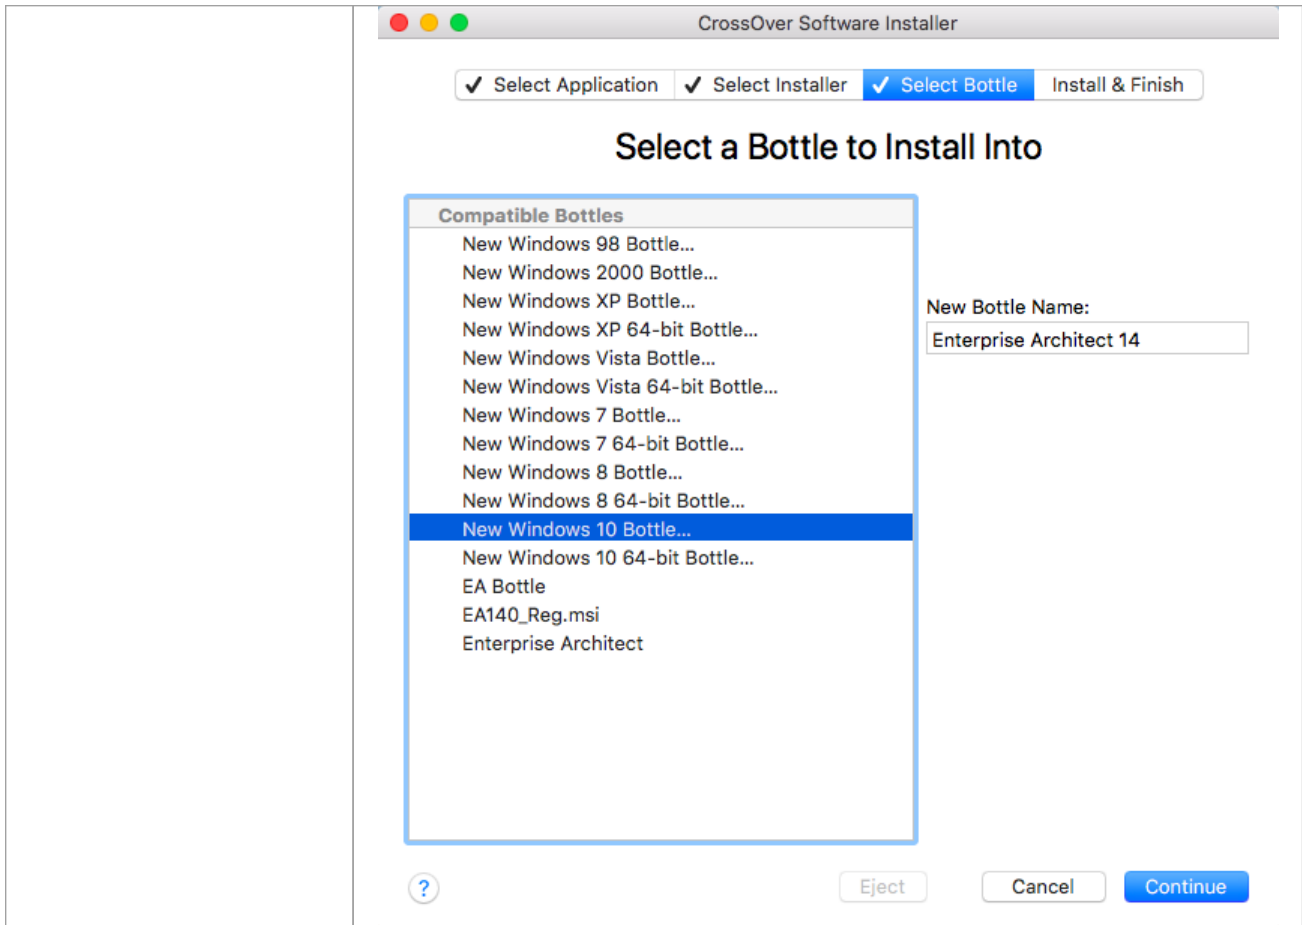 CrossOver Software Installer
✓ Select Application ✓ Select Installer ✓ Select Bottle Install & Finish
Select a Bottle to Install Into
Compatible Bottles
New Windows 98 Bottle...
New Windows 2000 Bottle...
New Windows XP Bottle...
New Windows XP 64-bit Bottle...
New Windows Vista Bottle...
New Windows Vista 64-bit Bottle...
New Windows 7 Bottle...
New Windows 7 64-bit Bottle...
New Windows 8 Bottle...
New Windows 8 64-bit Bottle...
New Windows 10 Bottle...
New Windows 10 64-bit Bottle...
EA Bottle
EA140_Reg.msi
Enterprise Architect
New Bottle Name:
Enterprise Architect 14
? Eject Cancel Continue